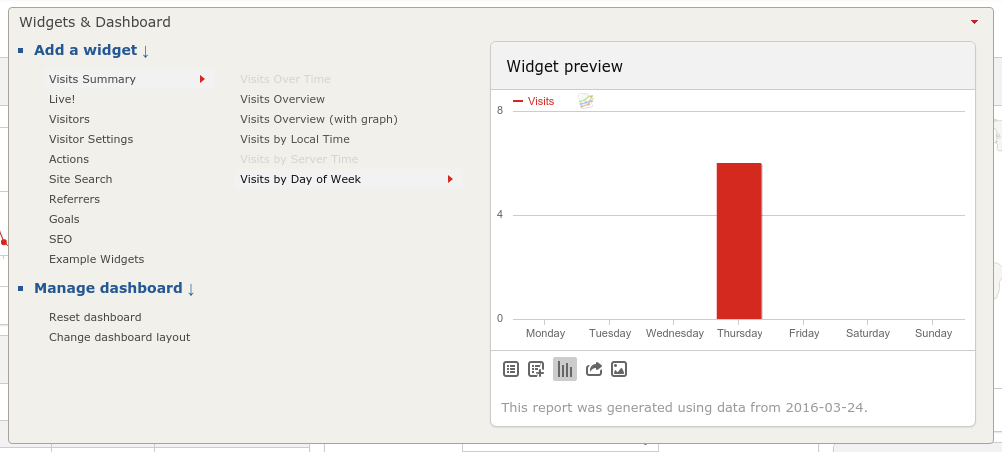 Widgets & Dashboard
Add a widget ↓
Visits Summary
Live!
Visitors
Visitor Settings
Actions
Site Search
Referrers
Goals
SEO
Example Widgets
Manage dashboard ↓
Reset dashboard
Change dashboard layout
Visits Over Time
Visits Overview
Visits Overview (with graph)
Visits by Local Time
Visits by Server Time
Visits by Day of Week
Widget preview
Visits
8
4
0
Monday Tuesday Wednesday Thursday Friday Saturday Sunday
This report was generated using data from 2016-03-24.